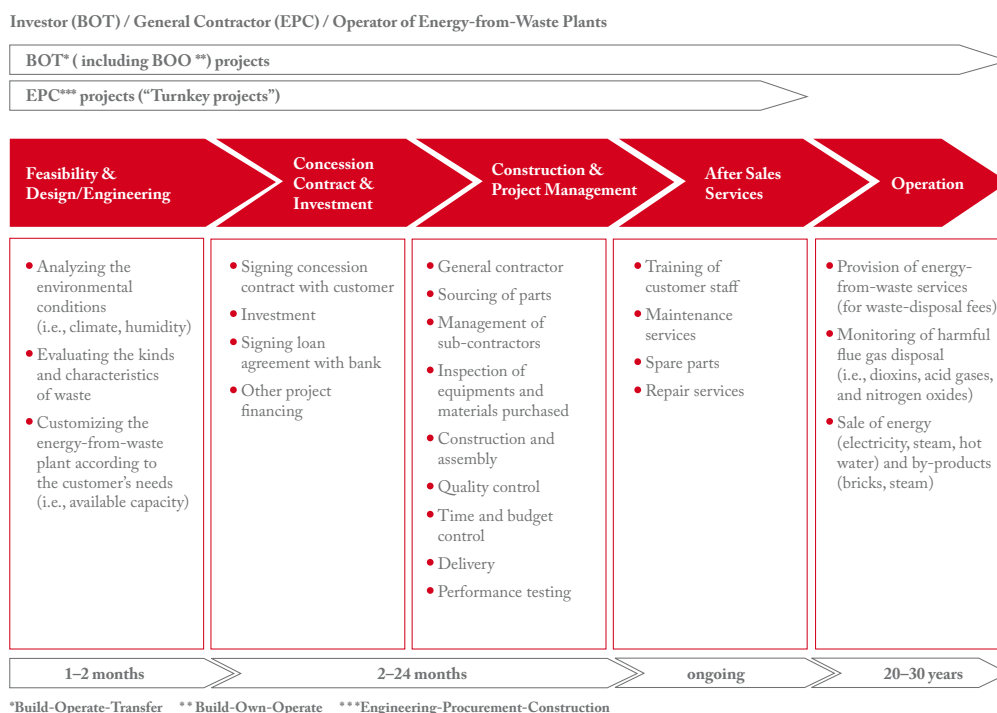 Investor (BOT) / General Contractor (EPC) / Operator of Energy-from-Waste Plants
BOT* ( including BOO **) projects
EPC*** projects (“Turnkey projects”)
Feasibility &
Design/Engineering
Concession
Contract &
Investment
Construction &
Project Management
After Sales
Services
Operation
• Analyzing the
environmental
conditions
(i.e., climate, humidity)
• Evaluating the kinds
and characteristics
of waste
• Customizing the
energy-from-waste
plant according to
the customer’s needs
(i.e., available capacity)
• Signing concession
contract with customer
• Investment
• Signing loan
agreement with bank
• Other project
financing
• General contractor
• Sourcing of parts
• Management of
sub-contractors
• Inspection of
equipments and
materials purchased
• Construction and
assembly
• Quality control
• Time and budget
control
• Delivery
• Performance testing
• Training of
customer staff
• Maintenance
services
• Spare parts
• Repair services
• Provision of energy-
from-waste services
(for waste-disposal fees)
• Monitoring of harmful
flue gas disposal
(i.e., dioxins, acid gases,
and nitrogen oxides)
• Sale of energy
(electricity, steam, hot
water) and by-products
(bricks, steam)
1–2 months
2–24 months
ongoing
20–30 years
*Build-Operate-Transfer **Build-Own-Operate ***Engineering-Procurement-Construction